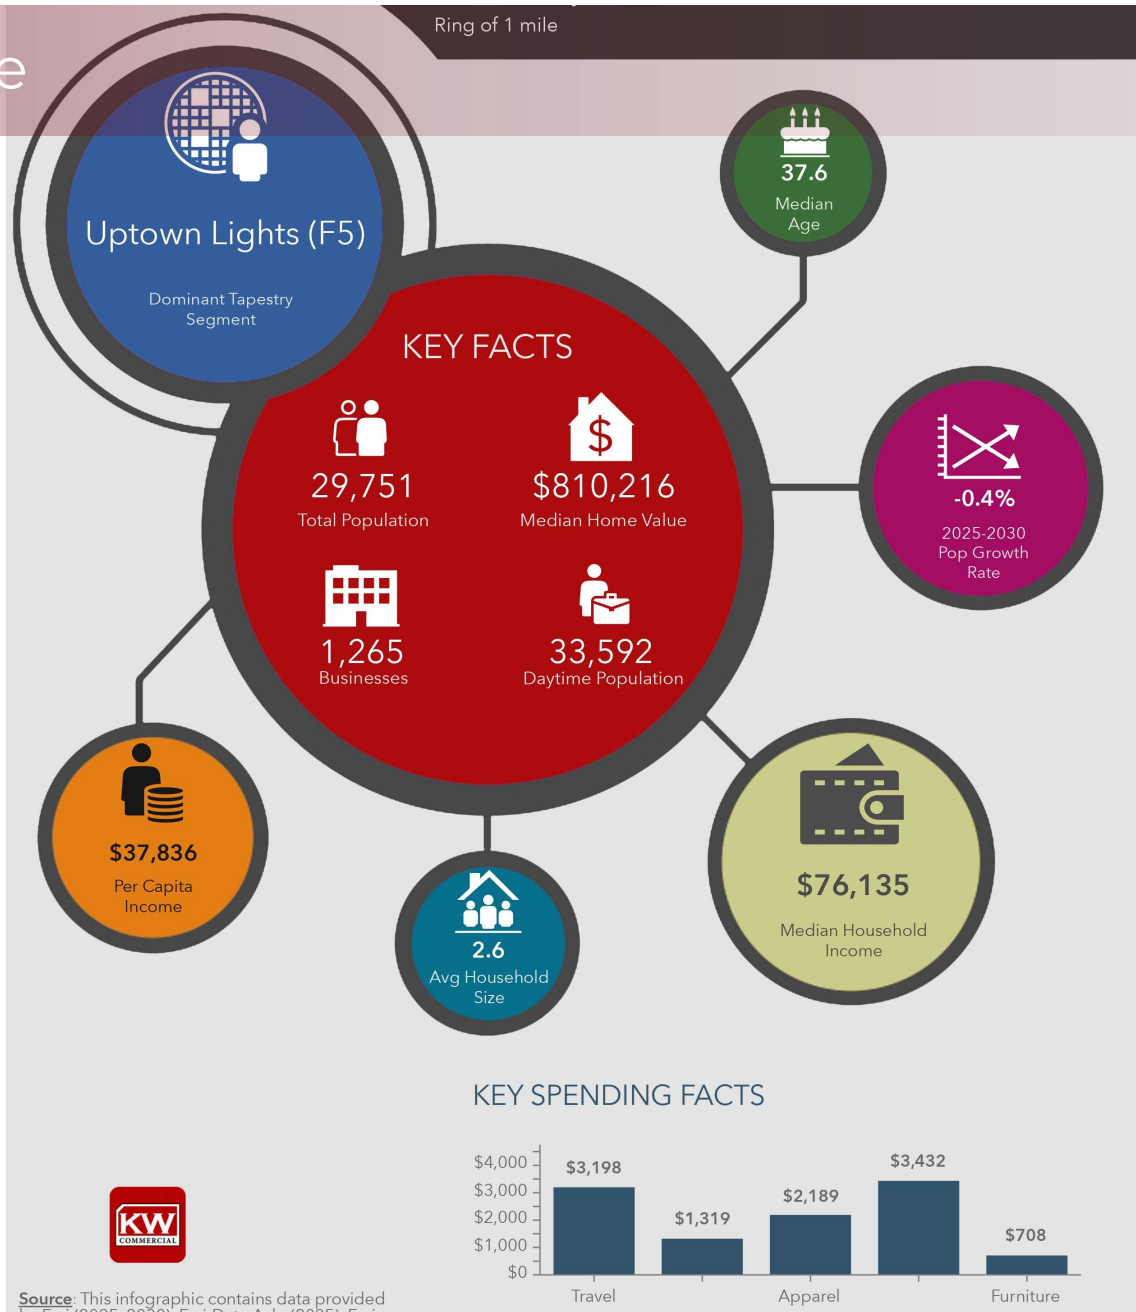 Ring of 1 mile
e
Uptown Lights (F5)
Dominant Tapestry
Segment
37.6
Median
Age
KEY FACTS
29,751
Total Population
$810,216
Median Home Value
1,265
Businesses
33,592
Daytime Population
-0.4%
2025-2030
Pop Growth
Rate
$37,836
Per Capita
Income
2.6
Avg Household
Size
$76,135
Median Household
Income
KEY SPENDING FACTS
$4,000
$3,000
$2,000
$1,000
$0
$3,198
$1,319
$2,189
$3,432
$708
Travel
Apparel
Furniture
KW
COMMERCIAL
Source: This infographic contains data provided